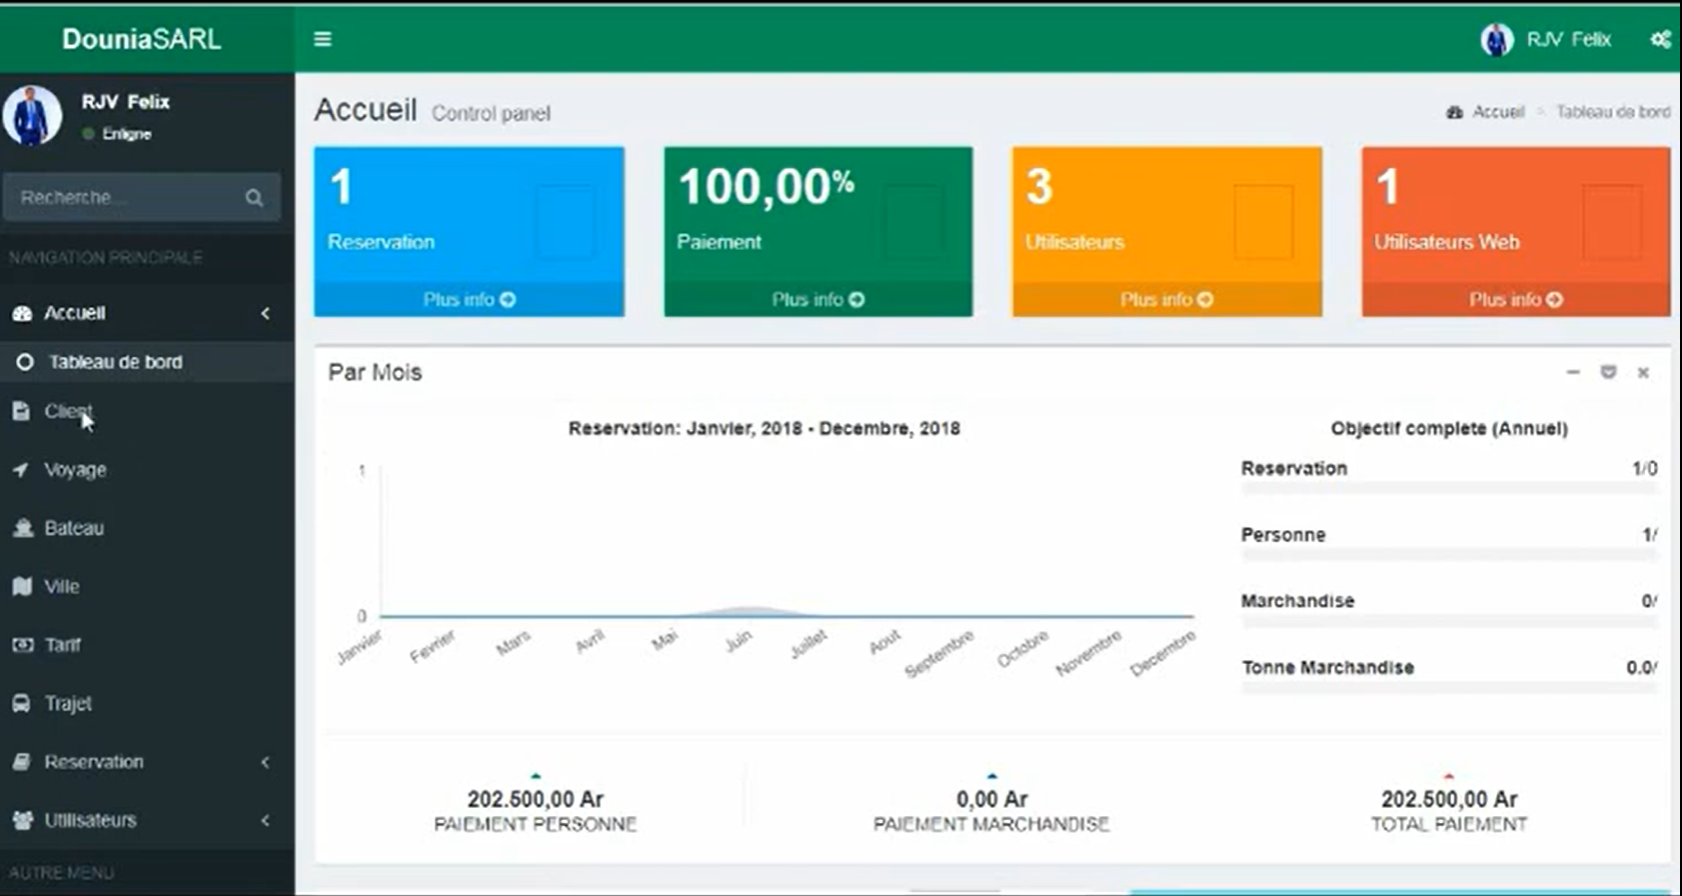 DouniaSARL
RJV Felix
RJV Felix
Enligne
Recherche...
NAVIGATION PRINCIPALE
Accueil
Tableau de bord
Client
Voyage
Bateau
Ville
Tarif
Trajet
Reservation
Utilisateurs
AUTRE MENU
Accueil Control panel
Accueil > Tableau de bord
1
Reservation
Plus info
100,00%
Paiement
Plus info
3
Utilisateurs
Plus info
1
Utilisateurs Web
Plus info
Par Mois
Reservation: Janvier, 2018 - Decembre, 2018
1
0
Janvier Fevrier Mars Avril Mai Juin Juillet Aout Septembre Octobre Novembre Decembre
Objectif complete (Annuel)
Reservation 1/0
Personne 1/
Marchandise 0/
Tonne Marchandise 0.0/
202.500,00 Ar
PAIEMENT PERSONNE
0,00 Ar
PAIEMENT MARCHANDISE
202.500,00 Ar
TOTAL PAIEMENT